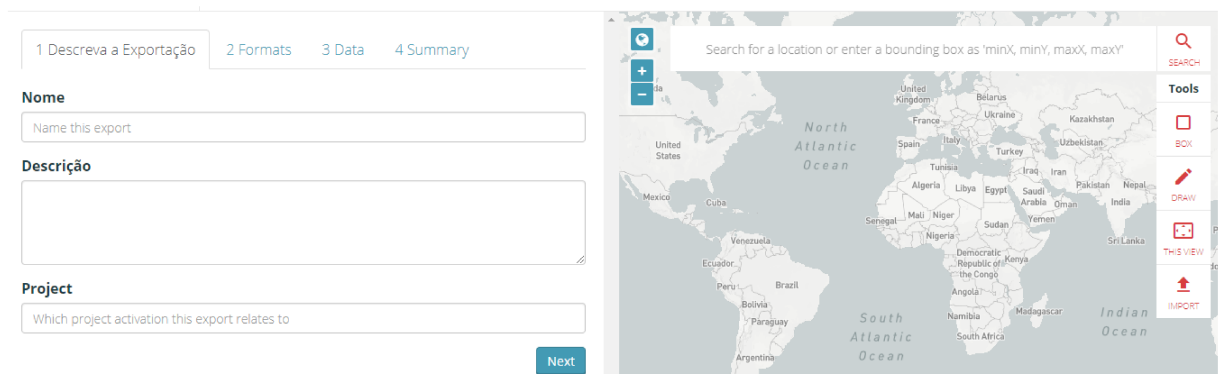 1 Descreva a Exportação
2 Formats
3 Data
4 Summary
Nome
Name this export
Descrição
Project
Which project activation this export relates to
Next
+
−
Search for a location or enter a bounding box as 'minX, minY, maxX, maxY'
SEARCH
Tools
BOX
DRAW
THIS VIEW
IMPORT
United
Kingdom
Belarus
Ukraine
Kazakhstan
France
North
Atlantic
Ocean
United
States
Spain
Italy
Turkey
Uzbekistan
Tunisia
Iraq
Iran
Algeria
Libya
Egypt
Saudi
Arabia
Pakistan
Nepal
Mexico
Cuba
Oman
India
Senegal
Mali
Niger
Sudan
Yemen
Nigeria
Venezuela
Sri Lanka
Democratic
Republic of
the Congo
Kenya
Ecuador
Peru
Brazil
Angola
Bolivia
Paraguay
South
Atlantic
Ocean
Namibia
Madagascar
Indian
Ocean
South Africa
Argentina